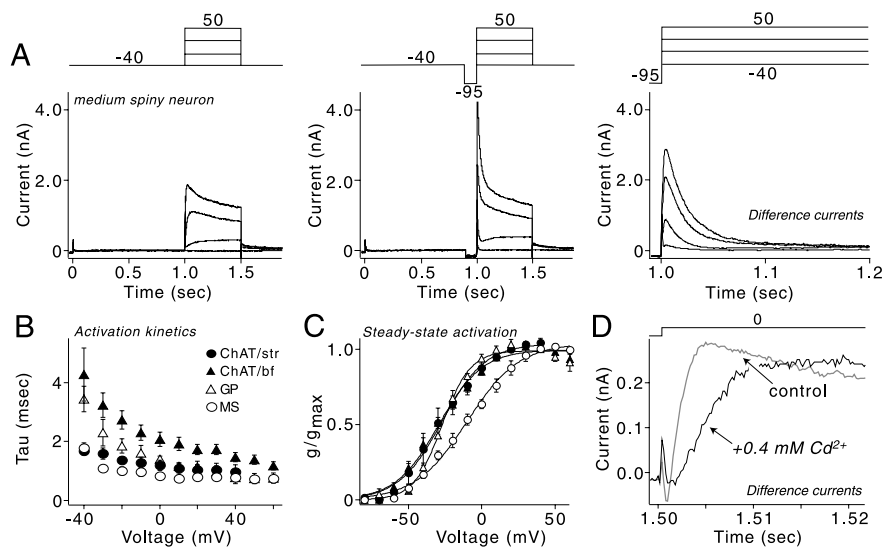 A
50
-40
-95
medium spiny neuron
Current (nA)
4.0
2.0
0
0 0.5 1.0 1.5
Time (sec)
50
-40
-95
Current (nA)
4.0
2.0
0
0 0.5 1.0 1.5
Time (sec)
50
-95
-40
Current (nA)
4.0
2.0
0
Difference currents
1.0 1.1 1.2
Time (sec)
B
Activation kinetics
ChAT/str
ChAT/bf
GP
MS
Tau (msec)
4
2
0
-40 0 40
Voltage (mV)
C
Steady-state activation
g/gmax
1.0
0.5
0.0
-50 0 50
Voltage (mV)
D
0
Current (nA)
0.2
0.0
control
+0.4 mM Cd2+
Difference currents
1.50 1.51 1.52
Time (sec)